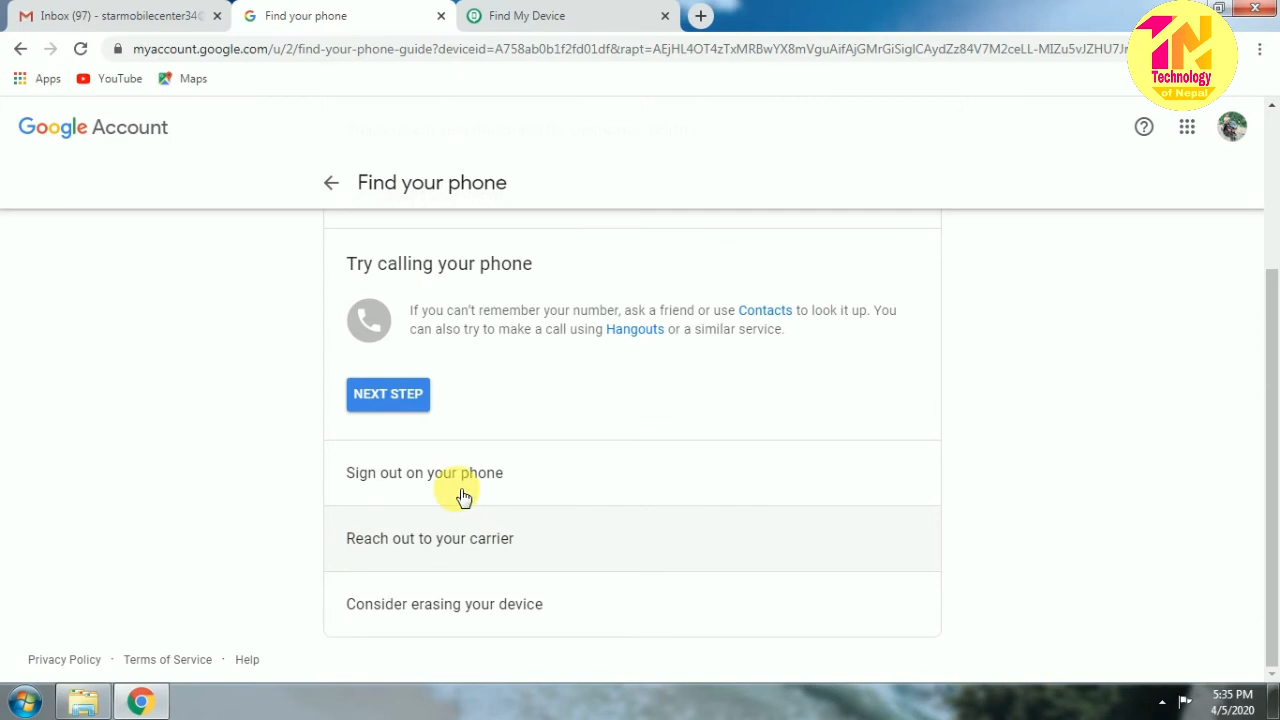 Inbox (97) - starmobilecenter34@
Find your phone
Find My Device
myaccount.google.com/u/2/find-your-phone-guide?deviceid=A758ab0b1f2fd01df&rapt=AEjHL4OT4zTxMRBwYX8mVguAifAjGMrGiSiglCAydZz84V7M2ceLL-MIZu5vJZHU7Jr
Apps
YouTube
Maps
TN
Technology
of Nepal
Google Account
Find your phone
Try calling your phone
If you can't remember your number, ask a friend or use Contacts to look it up. You
can also try to make a call using Hangouts or a similar service.
NEXT STEP
Sign out on your phone
Reach out to your carrier
Consider erasing your device
Privacy Policy · Terms of Service · Help
5:35 PM
4/5/2020